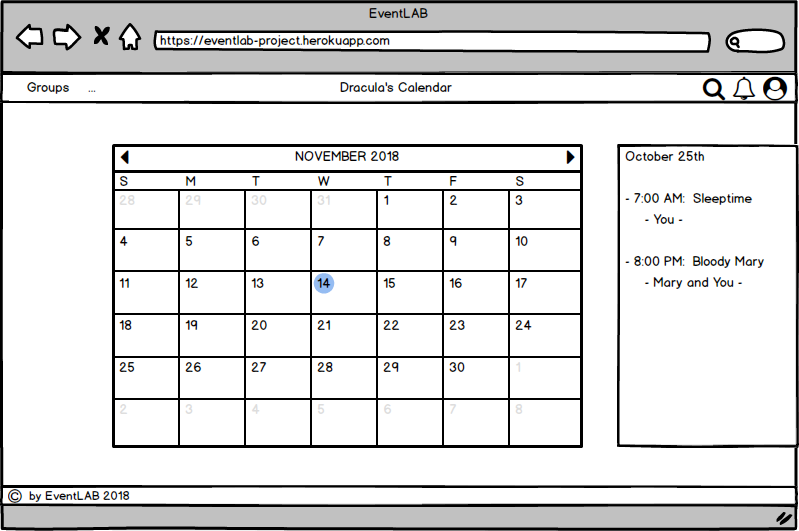 EventLAB
https://eventlab-project.herokuapp.com
Groups ... Dracula's Calendar
NOVEMBER 2018
S M T W T F S
28 29 30 31 1 2 3
4 5 6 7 8 9 10
11 12 13 14 15 16 17
18 19 20 21 22 23 24
25 26 27 28 29 30 1
2 3 4 5 6 7 8
October 25th
- 7:00 AM: Sleeptime
- You -
- 8:00 PM: Bloody Mary
- Mary and You -
© by EventLAB 2018